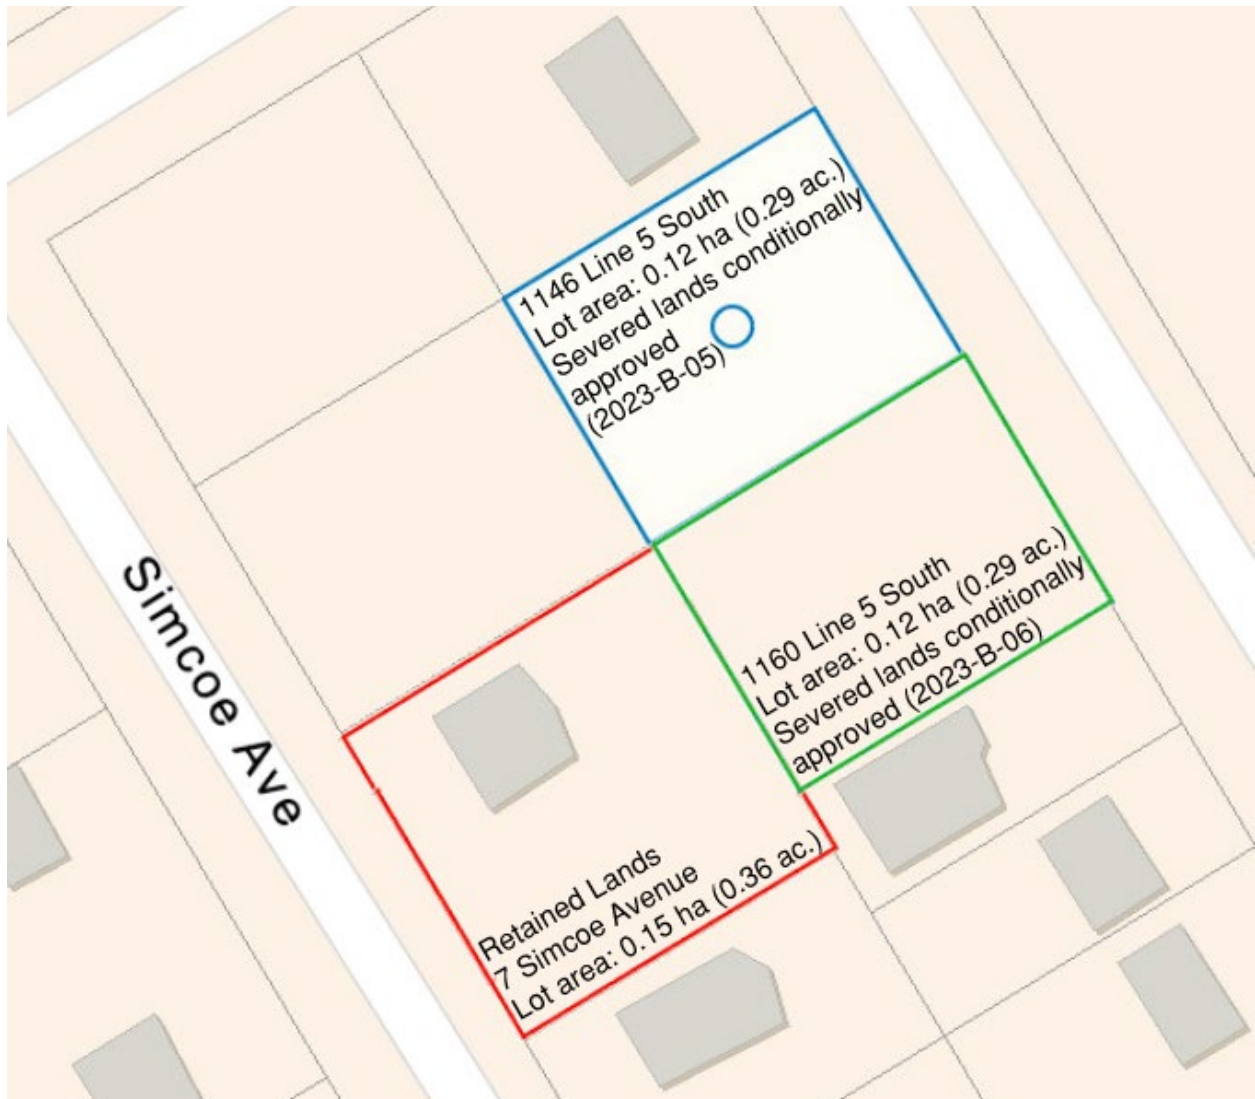 1146 Line 5 South
Lot area: 0.12 ha (0.29 ac.)
Severed lands conditionally
approved
(2023-B-05)
1160 Line 5 South
Lot area: 0.12 ha (0.29 ac.)
Severed lands conditionally
approved (2023-B-06)
Simcoe Ave
Retained Lands
7 Simcoe Avenue
Lot area: 0.15 ha (0.36 ac.)